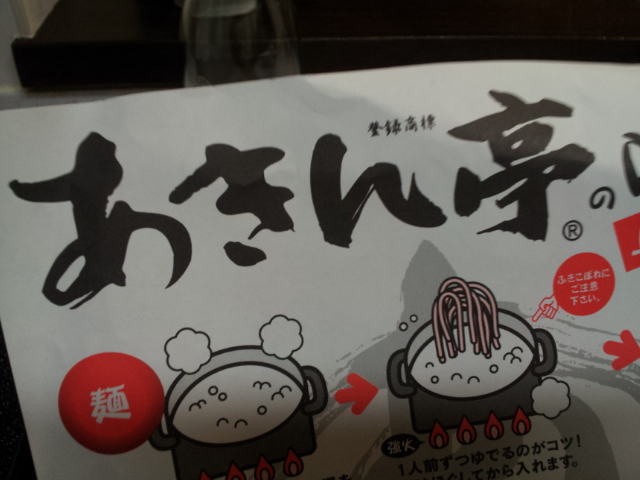 登録商標
あきん亭の
®
ふきこぼれに
ご注意
下さい。
麺
強火
1人前ずつゆでるのがコツ!
してから入れます。